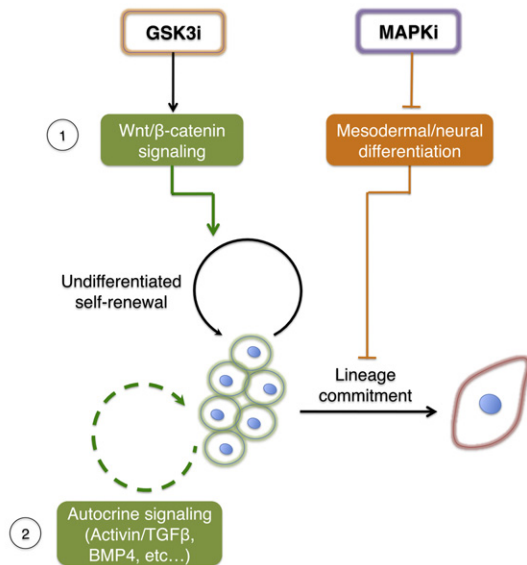 GSK3i
MAPKi
1
Wnt/β-catenin
signaling
Mesodermal/neural
differentiation
Undifferentiated
self-renewal
Lineage
commitment
2
Autocrine signaling
(Activin/TGFβ,
BMP4, etc...)